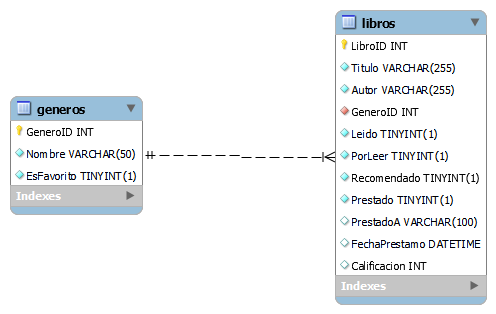 generos
GeneroID INT
Nombre VARCHAR(50)
EsFavorito TINYINT(1)
Indexes
libros
LibroID INT
Titulo VARCHAR(255)
Autor VARCHAR(255)
GeneroID INT
Leido TINYINT(1)
PorLeer TINYINT(1)
Recomendado TINYINT(1)
Prestado TINYINT(1)
PrestadoA VARCHAR(100)
FechaPrestamo DATETIME
Calificacion INT
Indexes